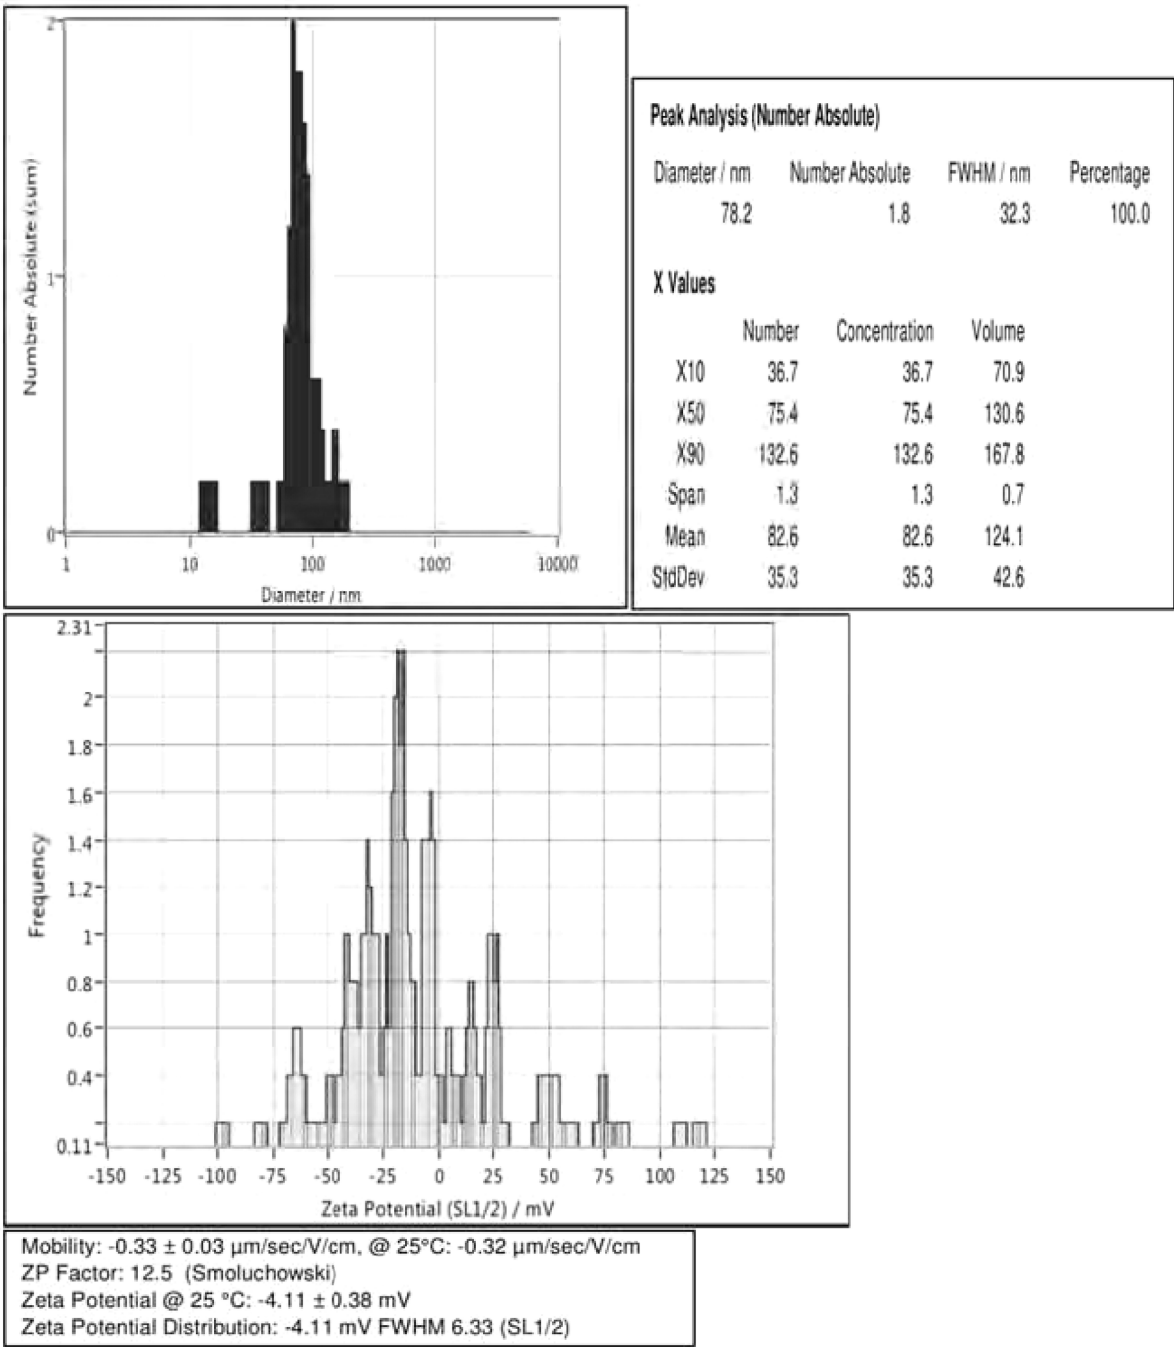 2
1
0
Number Absolute (sum)
1 10 100 1000 10000
Diameter / nm
Peak Analysis (Number Absolute)
Diameter / nm Number Absolute FWHM / nm Percentage
78.2 1.8 32.3 100.0
X Values
Number Concentration Volume
X10 36.7 36.7 70.9
X50 75.4 75.4 130.6
X90 132.6 132.6 167.8
Span 1.3 1.3 0.7
Mean 82.6 82.6 124.1
StdDev 35.3 35.3 42.6
2.31
2
1.8
1.6
1.4
1.2
1
0.8
0.6
0.4
0.11
Frequency
-150 -125 -100 -75 -50 -25 0 25 50 75 100 125 150
Zeta Potential (SL1/2) / mV
Mobility: -0.33 ± 0.03 µm/sec/V/cm, @ 25°C: -0.32 µm/sec/V/cm
ZP Factor: 12.5 (Smoluchowski)
Zeta Potential @ 25 °C: -4.11 ± 0.38 mV
Zeta Potential Distribution: -4.11 mV FWHM 6.33 (SL1/2)